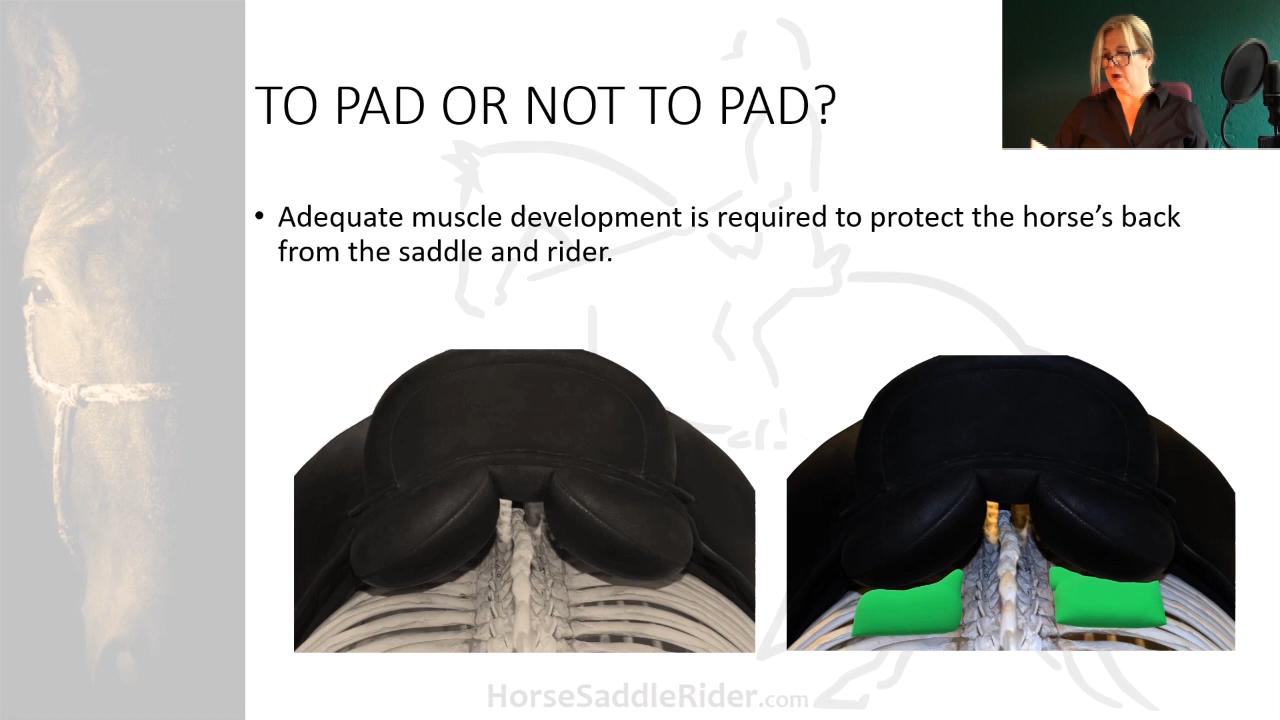 TO PAD OR NOT TO PAD?
• Adequate muscle development is required to protect the horse’s back
from the saddle and rider.
HorseSaddleRider.com